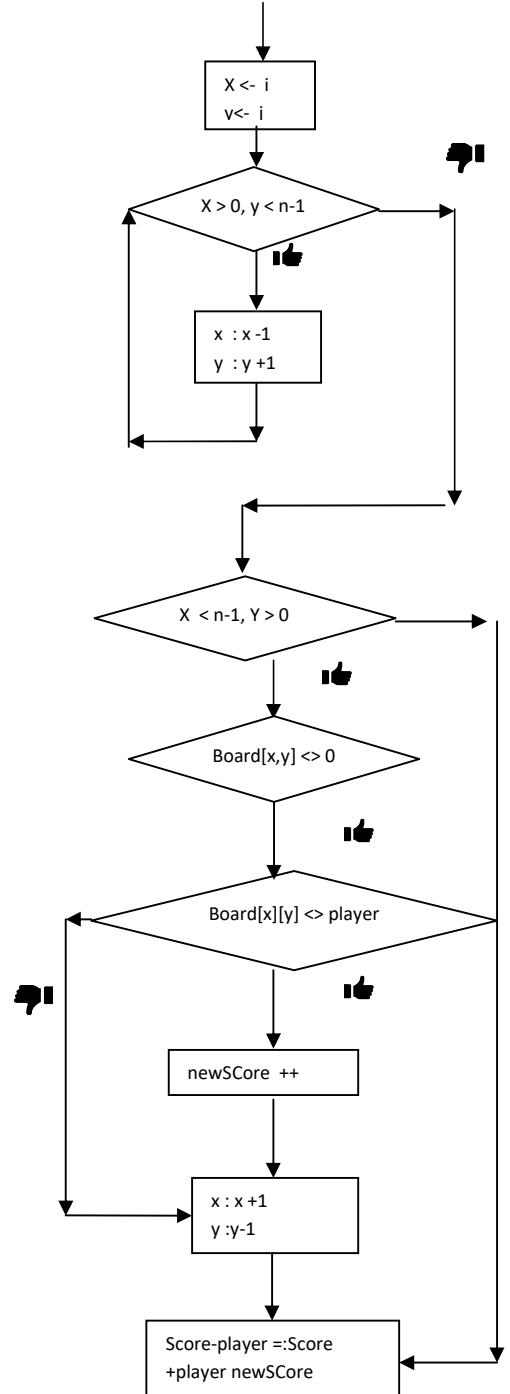 X <- i
y<- i
X > 0, y < n-1
x : x -1
y : y +1
X < n-1, Y > 0
Board[x,y] <> 0
Board[x][y] <> player
newSCore ++
x : x +1
y :y-1
Score-player =:Score
+player newSCore